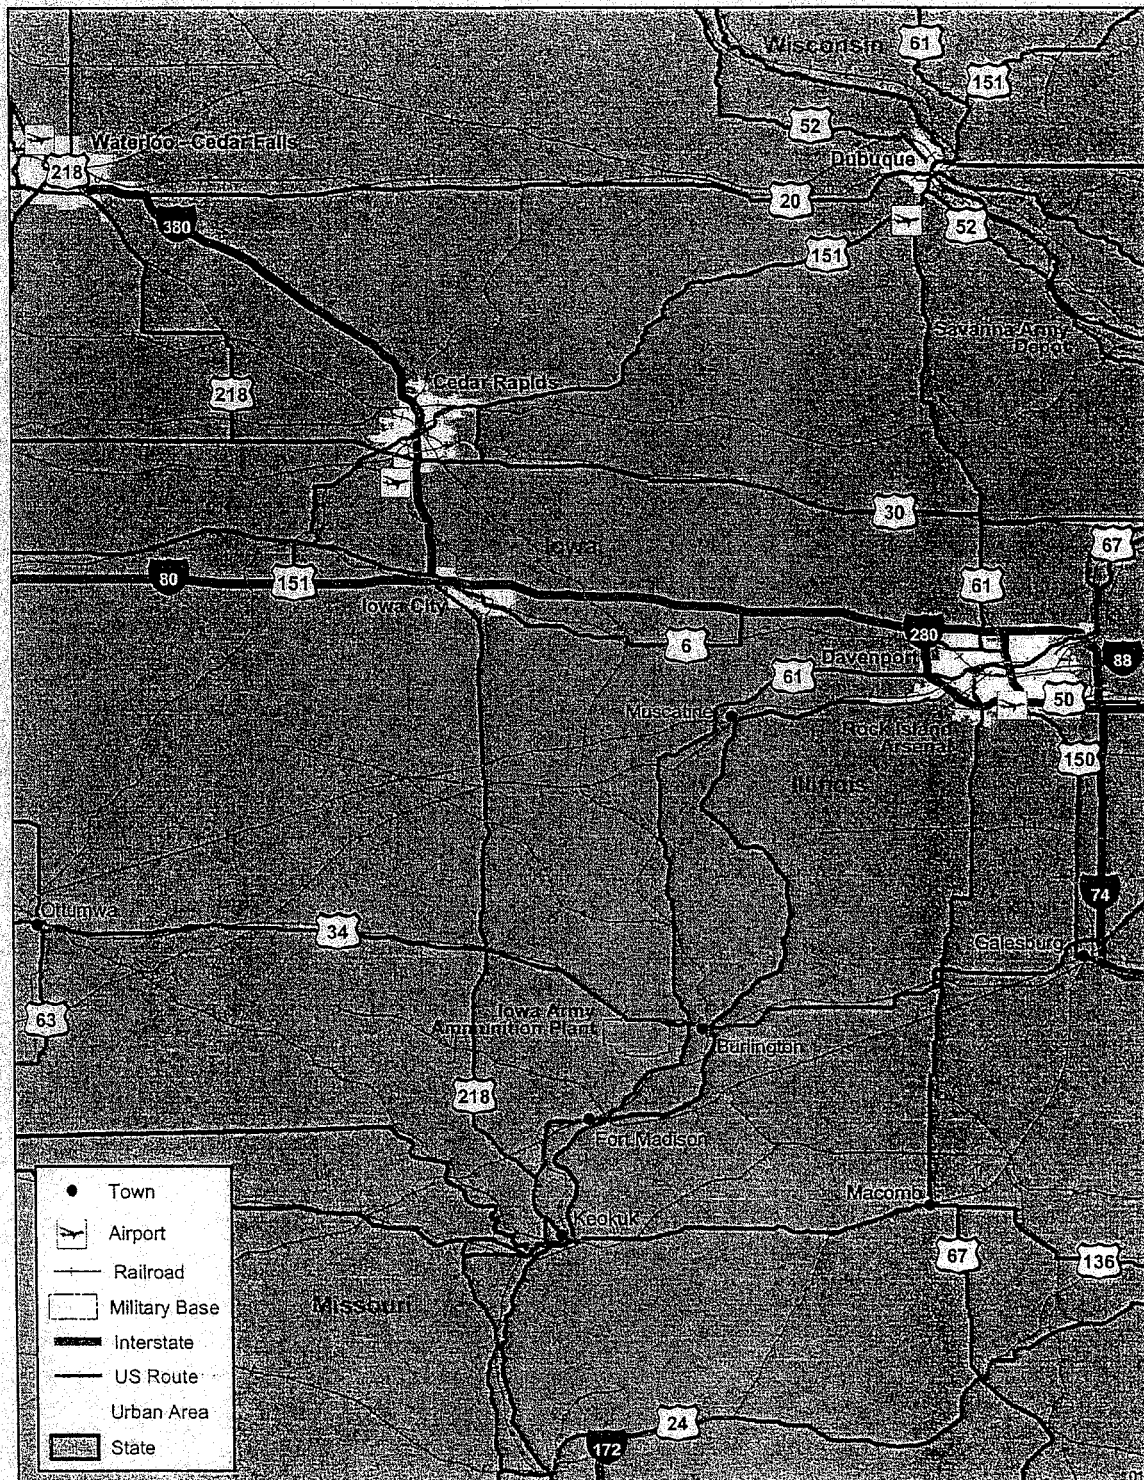 Wisconsin
61
151
52
Waterloo - Cedar Falls
218
Dubuque
20
380
52
151
Savanna Army
Depot
Cedar Rapids
218
30
Iowa
67
80
151
61
Iowa City
280
6
Davenport
88
61
50
Muscatine
Rock Island
Arsenal
150
Illinois
74
Ottumwa
34
Galesburg
63
Iowa Army
Ammunition Plant
Burlington
218
Fort Madison
Macomb
Keokuk
67
136
Missouri
24
172
Town
Airport
Railroad
Military Base
Interstate
US Route
Urban Area
State